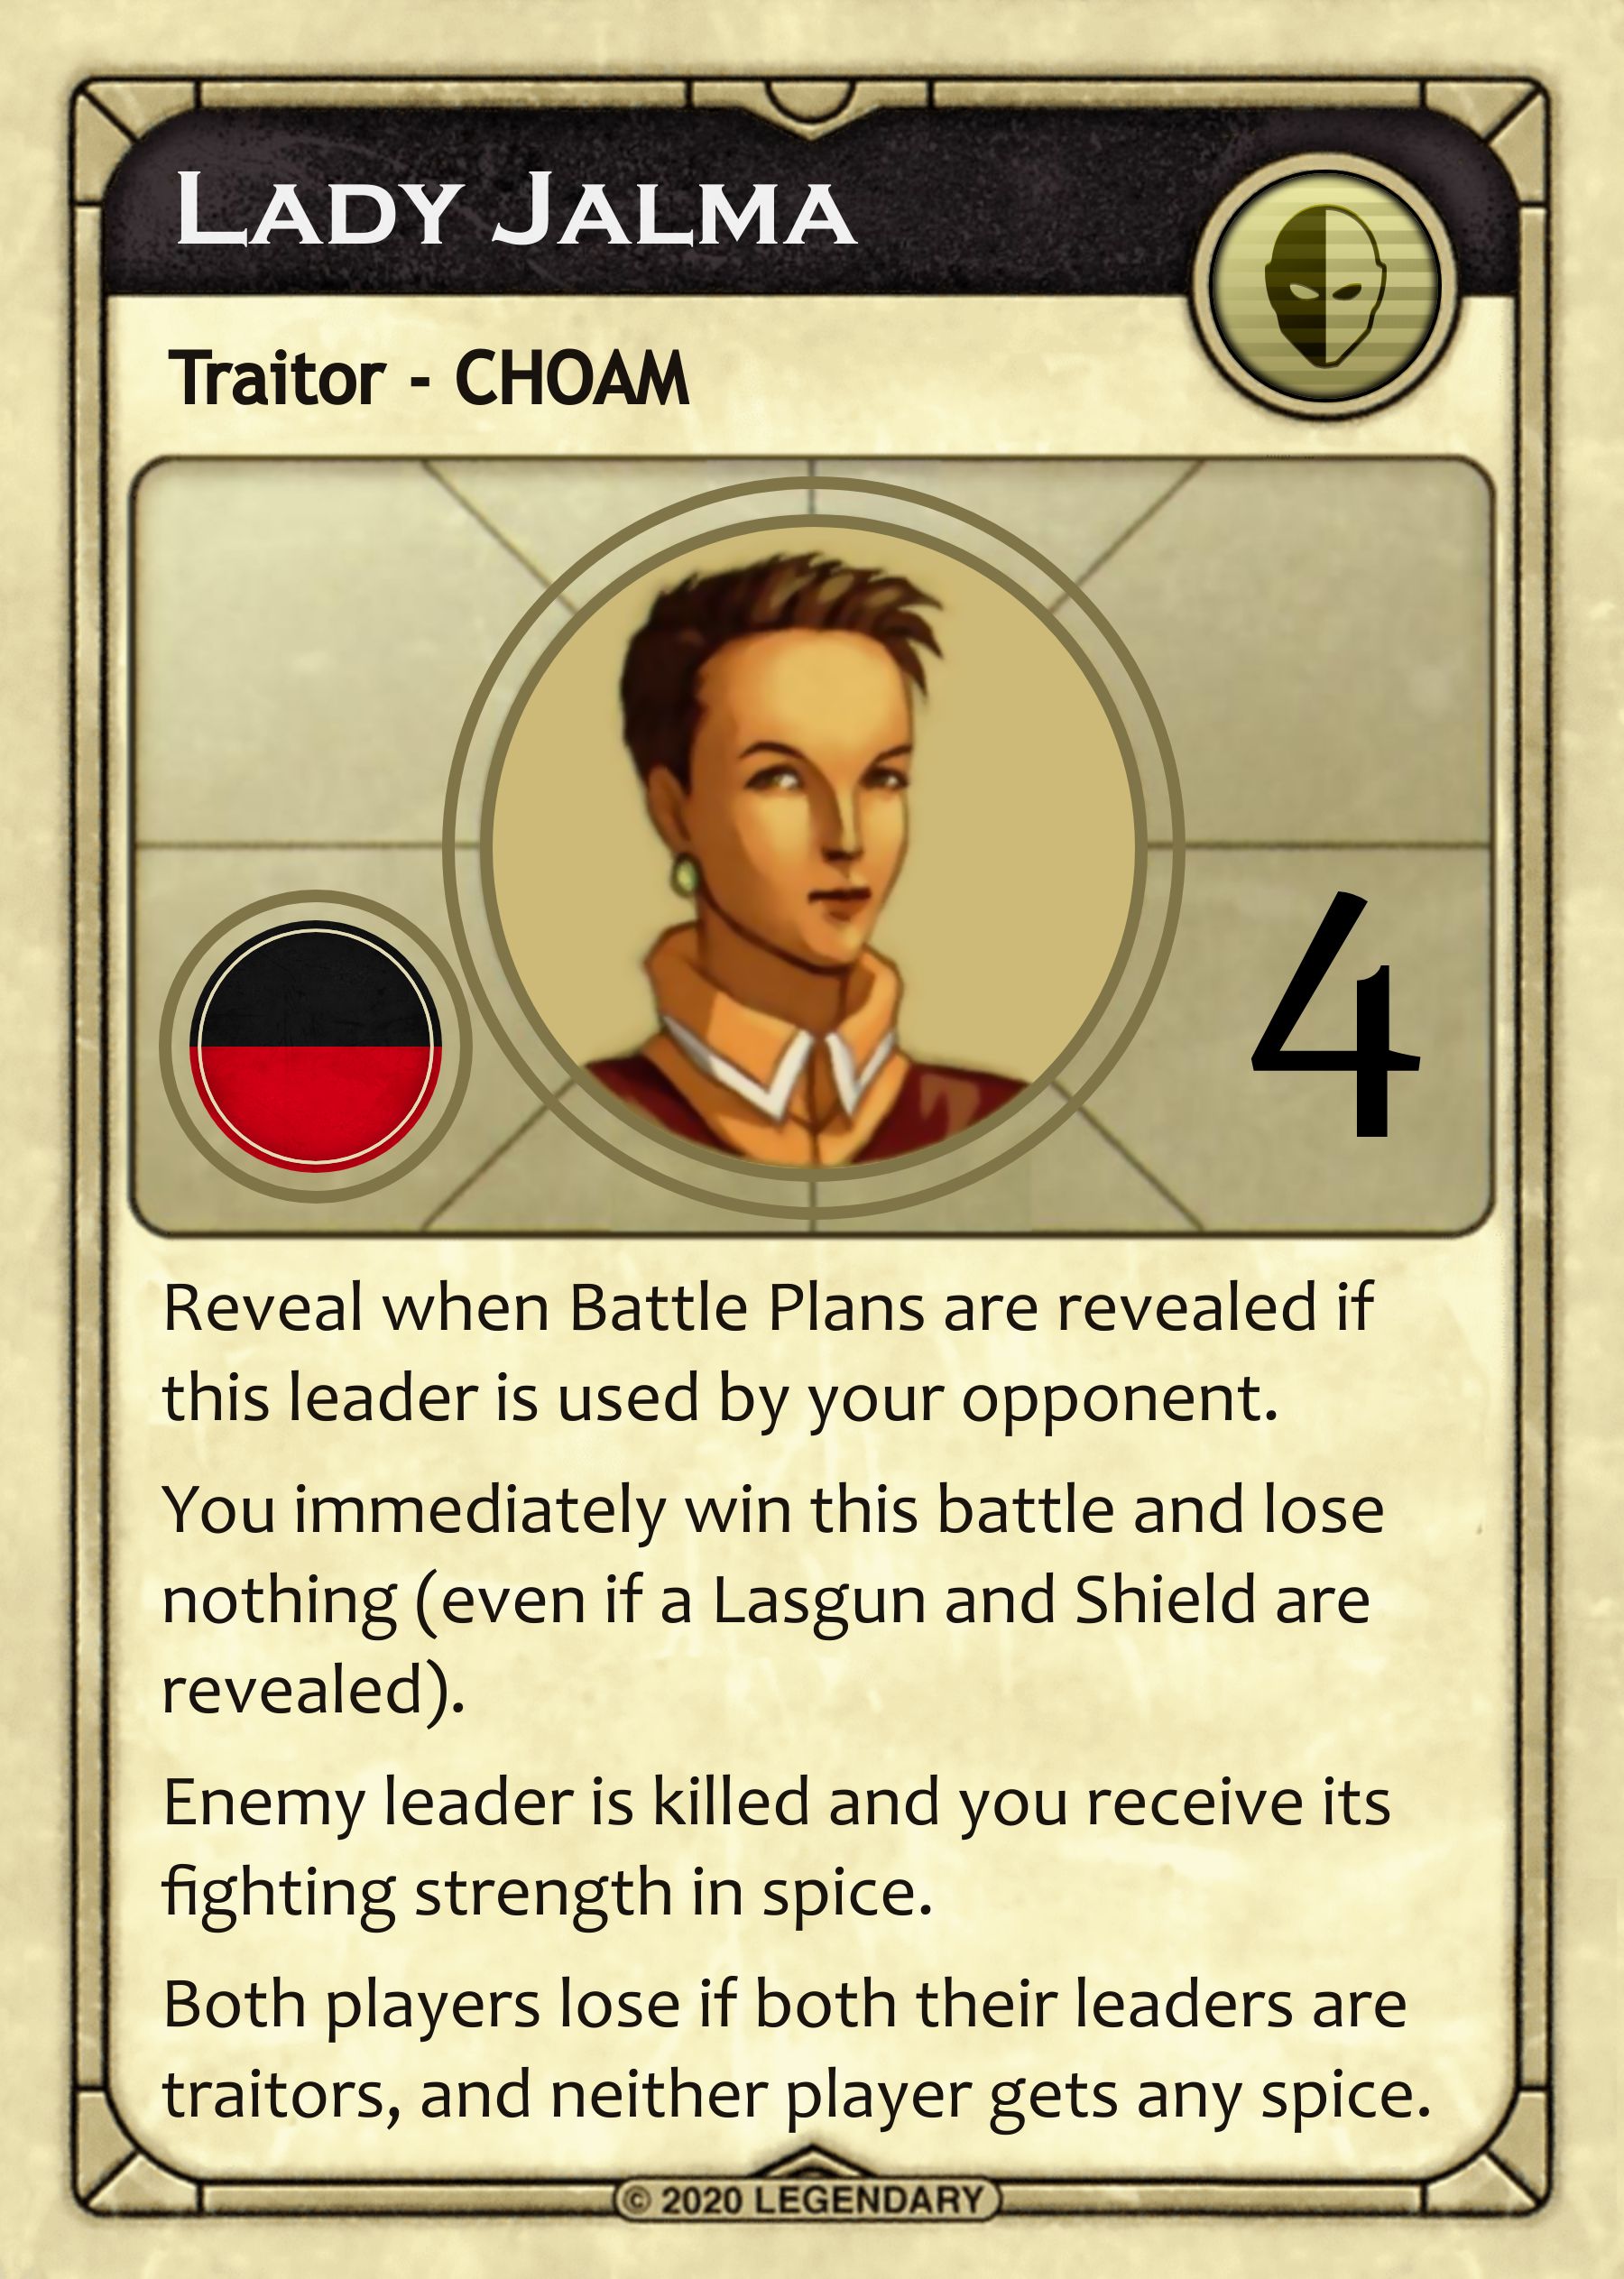 LADY JALMA
Traitor - CHOAM
4
Reveal when Battle Plans are revealed if
this leader is used by your opponent.
You immediately win this battle and lose
nothing (even if a Lasgun and Shield are
revealed).
Enemy leader is killed and you receive its
fighting strength in spice.
Both players lose if both their leaders are
traitors, and neither player gets any spice.
© 2020 LEGENDARY